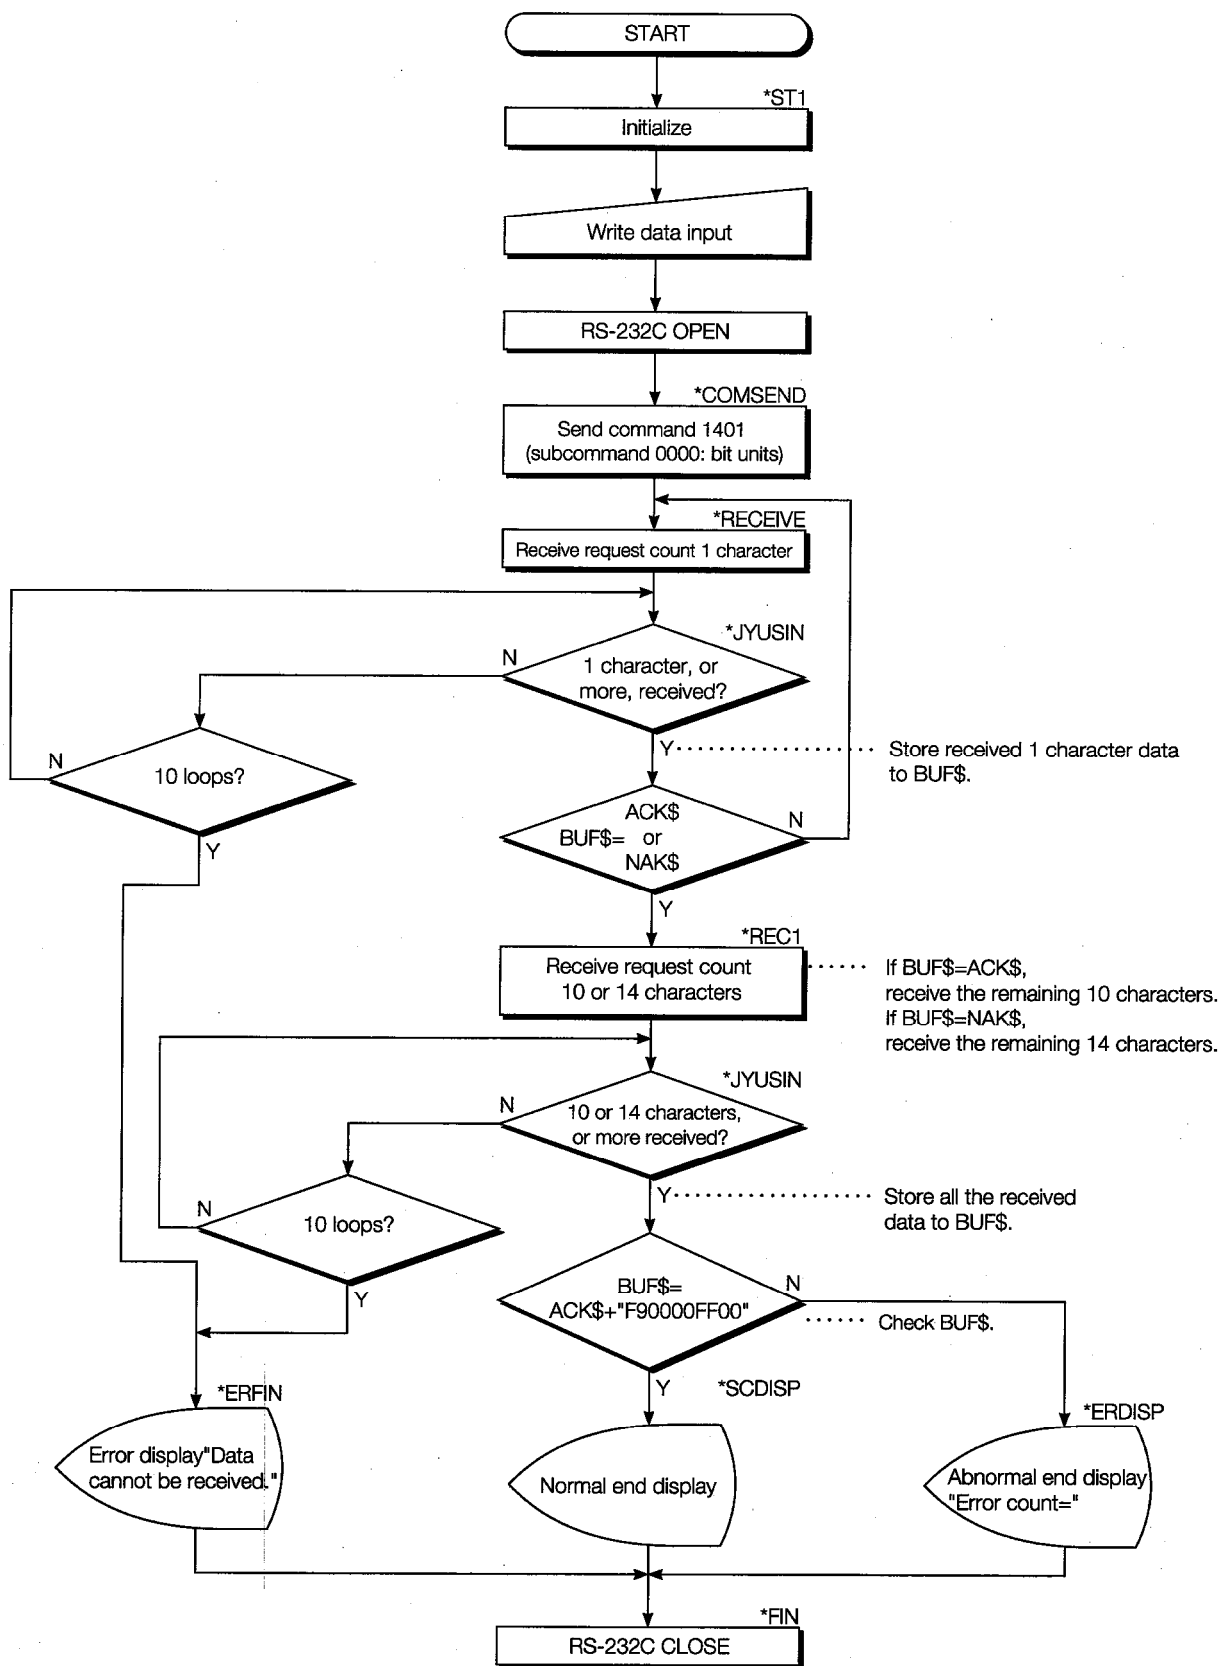 START
*ST1
Initialize
Write data input
RS-232C OPEN
*COMSEND
Send command 1401
(subcommand 0000: bit units)
*RECEIVE
Receive request count 1 character
*JYUSIN
N
1 character, or
more, received?
Y
Store received 1 character data
to BUF$.
N
10 loops?
Y
ACK$
BUF$= or
NAK$
N
Y
*REC1
Receive request count
10 or 14 characters
If BUF$=ACK$,
receive the remaining 10 characters.
If BUF$=NAK$,
receive the remaining 14 characters.
*JYUSIN
N
10 or 14 characters,
or more received?
Y
Store all the received
data to BUF$.
N
10 loops?
Y
BUF$=
ACK$+"F90000FF00"
N
Check BUF$.
Y
*SCDISP
*ERFIN
*ERDISP
Error display"Data
cannot be received."
Normal end display
Abnormal end display
"Error count="
*FIN
RS-232C CLOSE